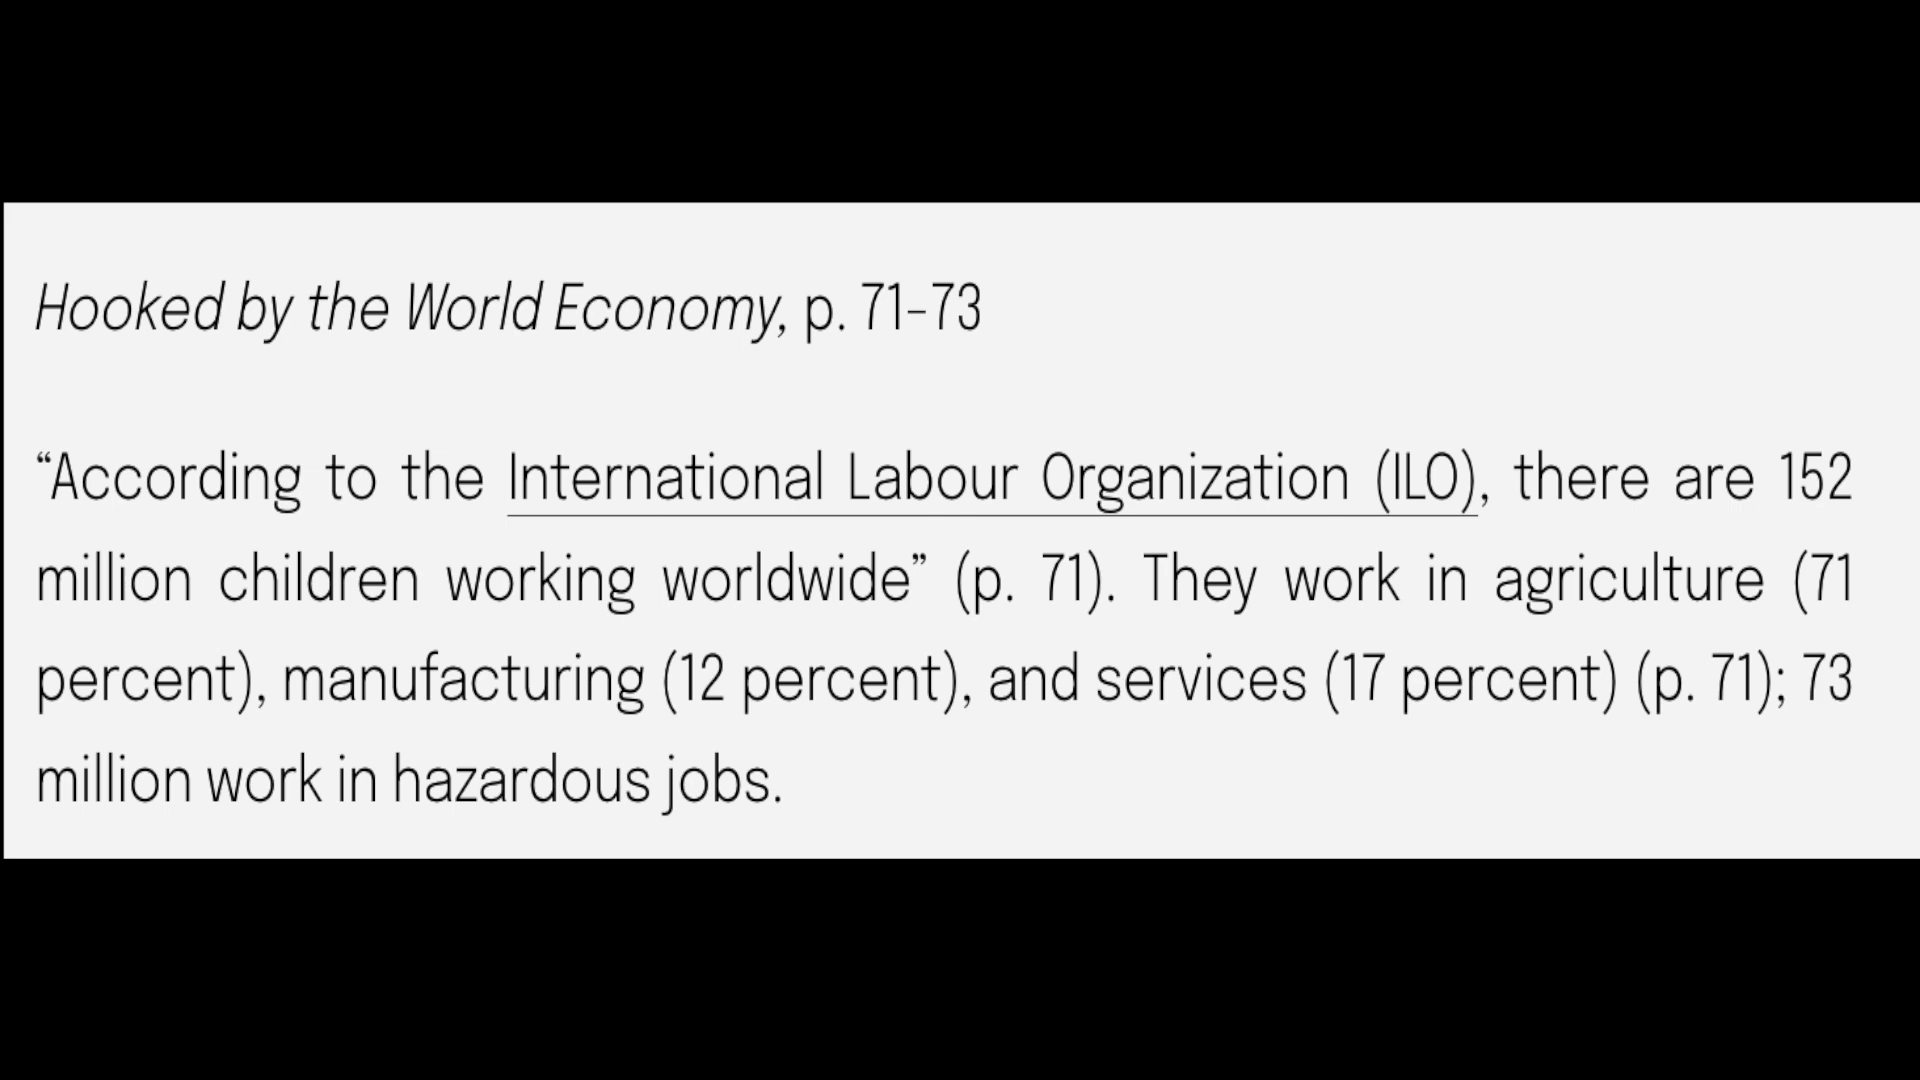 Hooked by the World Economy, p. 71–73
“According to the International Labour Organization (ILO), there are 152
million children working worldwide” (p. 71). They work in agriculture (71
percent), manufacturing (12 percent), and services (17 percent) (p. 71); 73
million work in hazardous jobs.